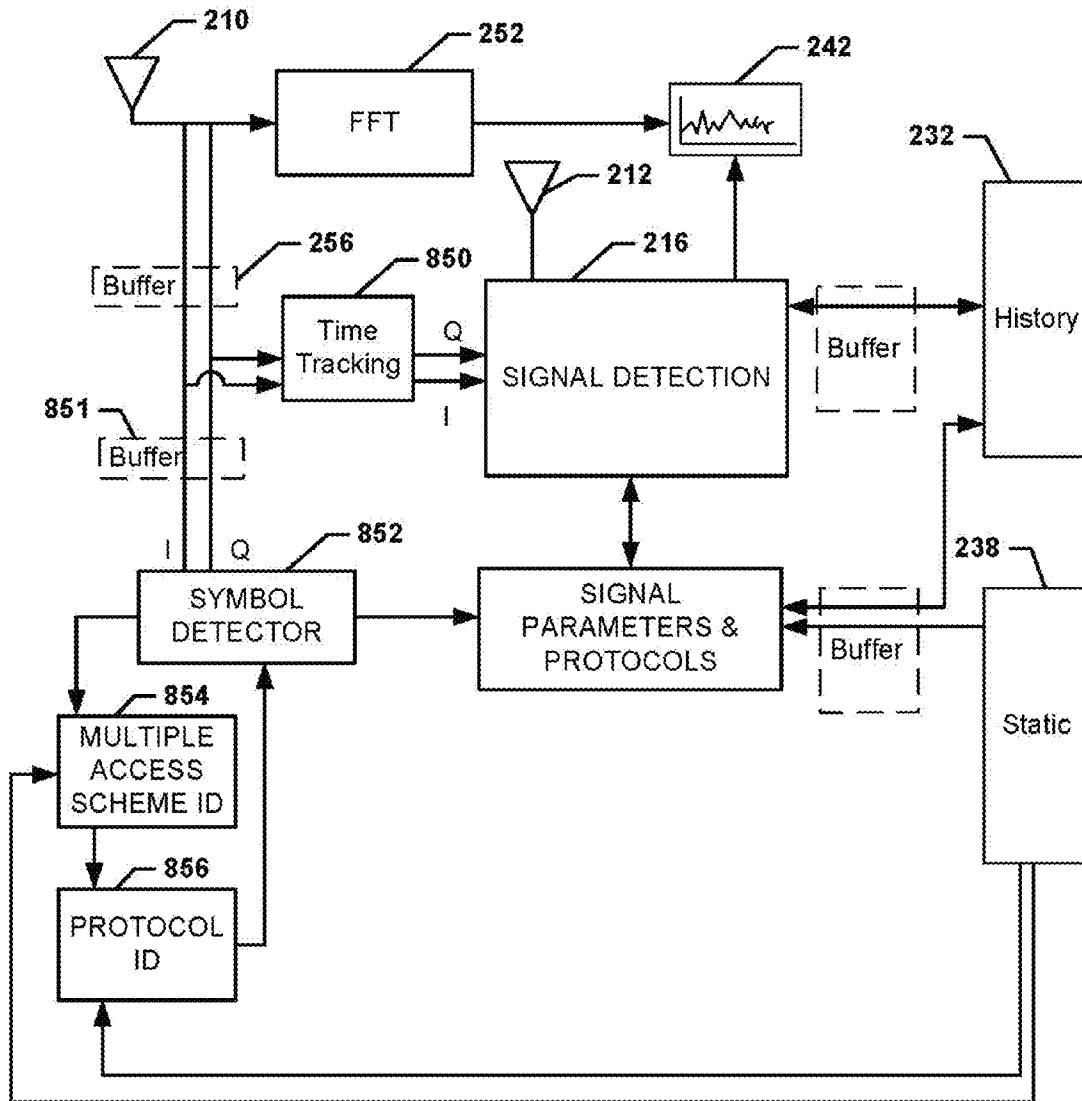 210
252
242
FFT
232
212
256
850
216
Buffer
Time
Tracking
Q
I
SIGNAL DETECTION
Buffer
History
851
Buffer
I
Q
852
238
SYMBOL
DETECTOR
SIGNAL
PARAMETERS &
PROTOCOLS
Buffer
854
MULTIPLE
ACCESS
SCHEME ID
Static
856
PROTOCOL
ID